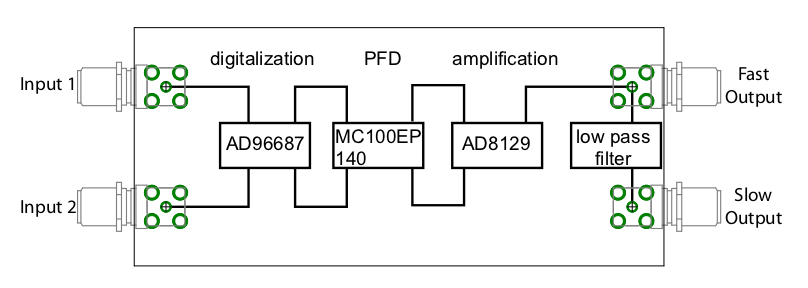 digitalization PFD amplification
Input 1
Fast
Output
AD96687
MC100EP
140
AD8129
low pass
filter
Input 2
Slow
Output